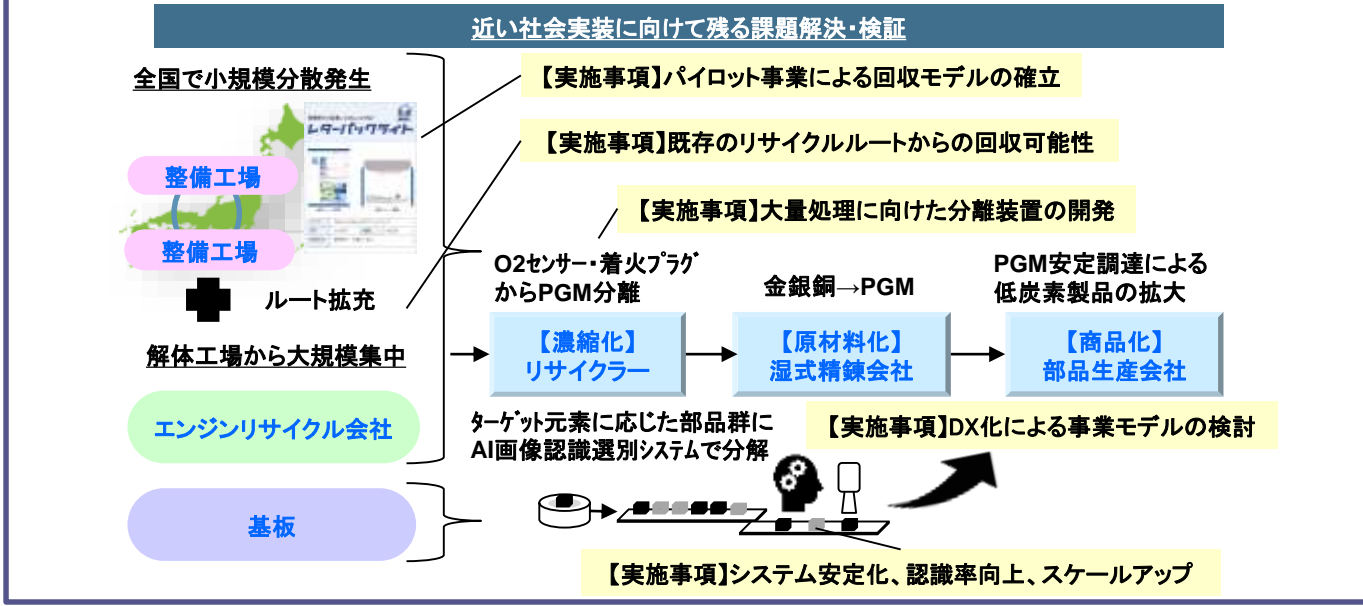 近い社会実装に向けて残る課題解決・検証
全国で小規模分散発生
【実施事項】パイロット事業による回収モデルの確立
レターパックライト
【実施事項】既存のリサイクルルートからの回収可能性
整備工場
【実施事項】大量処理に向けた分離装置の開発
整備工場
O2センサー・着火プラグ
からPGM分離
金銀銅→PGM
PGM安定調達による
低炭素製品の拡大
ルート拡充
解体工場から大規模集中
【濃縮化】
リサイクラー
【原材料化】
湿式精錬会社
【商品化】
部品生産会社
エンジンリサイクル会社
ターゲット元素に応じた部品群に
AI画像認識選別システムで分解
【実施事項】DX化による事業モデルの検討
基板
【実施事項】システム安定化、認識率向上、スケールアップ